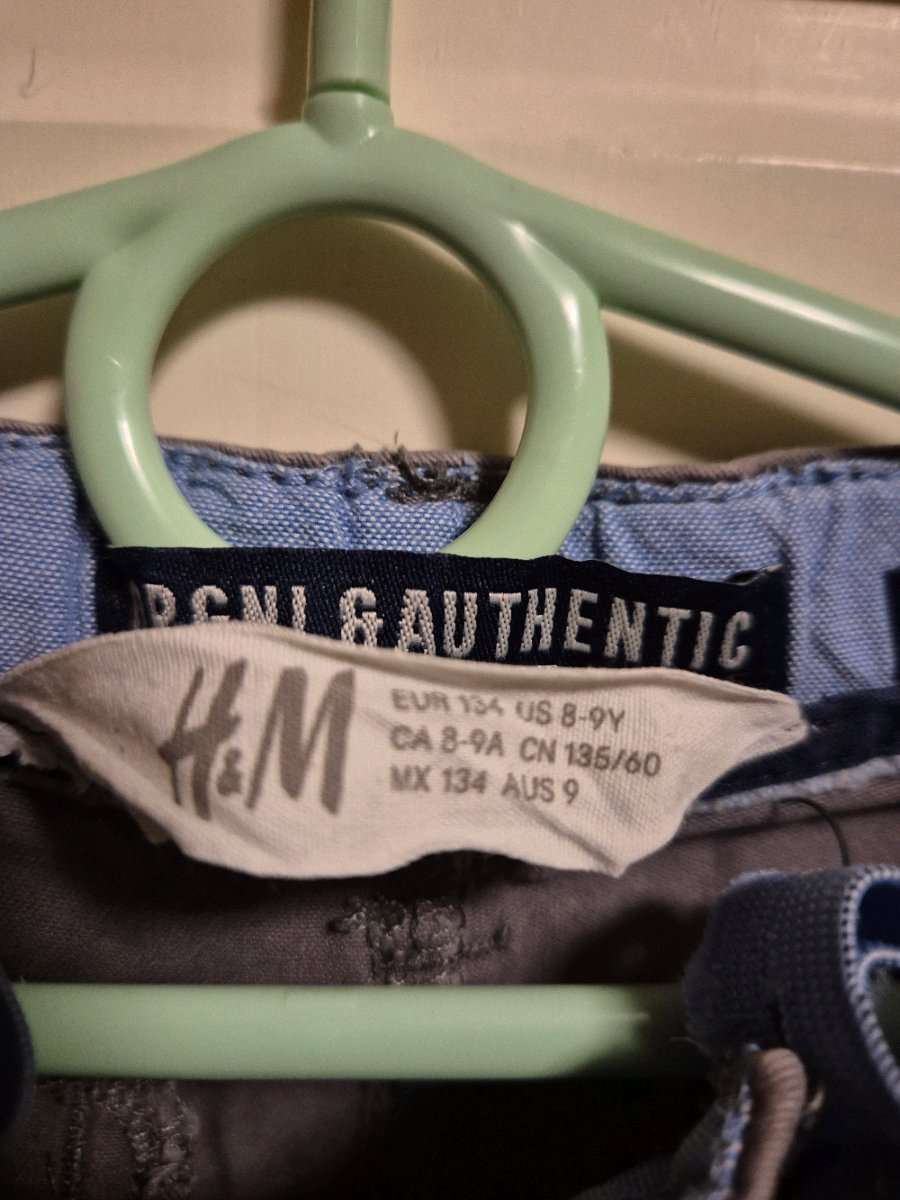 &AUTHENTIC
H&M
EUR 134 US 8-9Y
CA 8-9A CN 135/60
MX 134 AUS 9